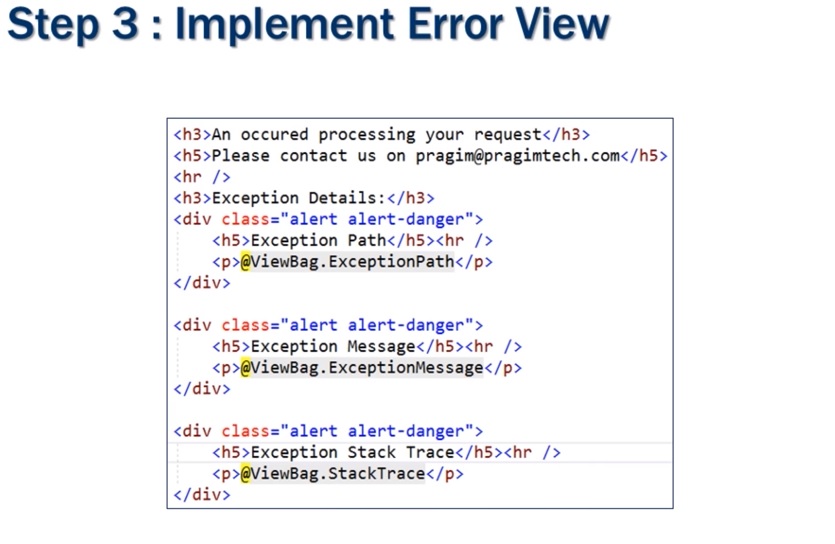 Step 3 : Implement Error View
<h3>An occured processing your request</h3>
<h5>Please contact us on pragim@pragimtech.com</h5>
<hr />
<h3>Exception Details:</h3>
<div class="alert alert-danger">
<h5>Exception Path</h5><hr />
<p>@ViewBag.ExceptionPath</p>
</div>
<div class="alert alert-danger">
<h5>Exception Message</h5><hr />
<p>@ViewBag.ExceptionMessage</p>
</div>
<div class="alert alert-danger">
<h5>Exception Stack Trace</h5><hr />
<p>@ViewBag.StackTrace</p>
</div>